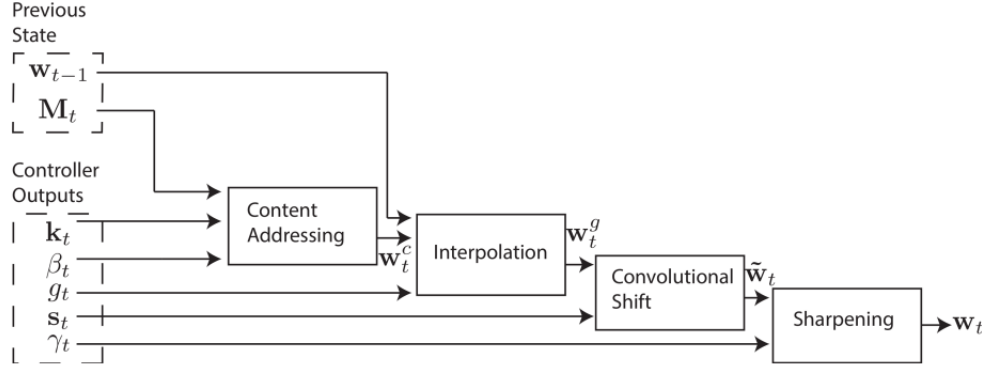 Previous
State
w_{t−1}
M_t
Controller
Outputs
k_t
β_t
g_t
s_t
γ_t
Content
Addressing
w_t^c
Interpolation
w_t^g
Convolutional
Shift
w̃_t
Sharpening
w_t